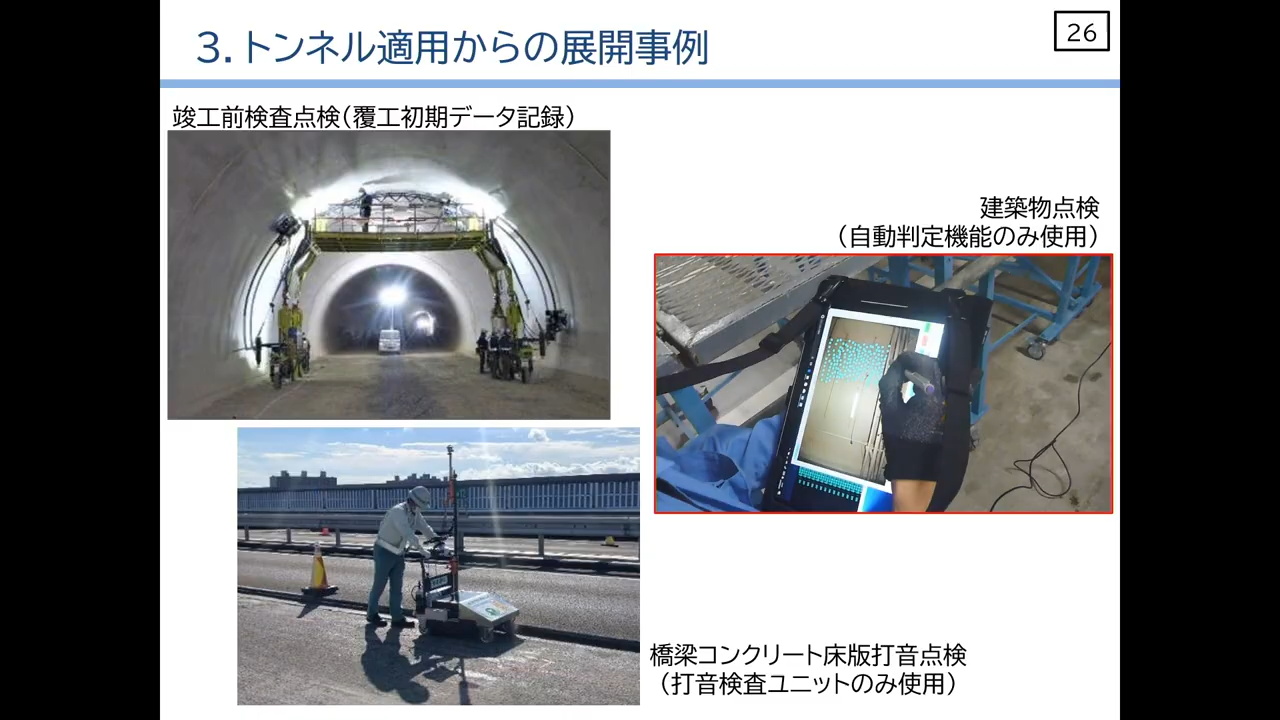 3.トンネル適用からの展開事例
26
竣工前検査点検(覆工初期データ記録)
建築物点検
(自動判定機能のみ使用)
橋梁コンクリート床版打音点検
(打音検査ユニットのみ使用)